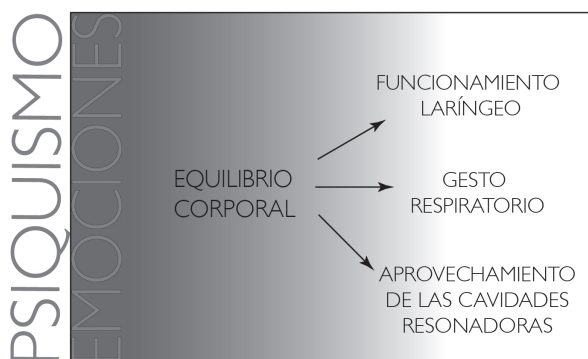 PSIQUISMO
EMOCIONES
EQUILIBRIO
CORPORAL
FUNCIONAMIENTO
LARÍNGEO
GESTO
RESPIRATORIO
APROVECHAMIENTO
DE LAS CAVIDADES
RESONADORAS